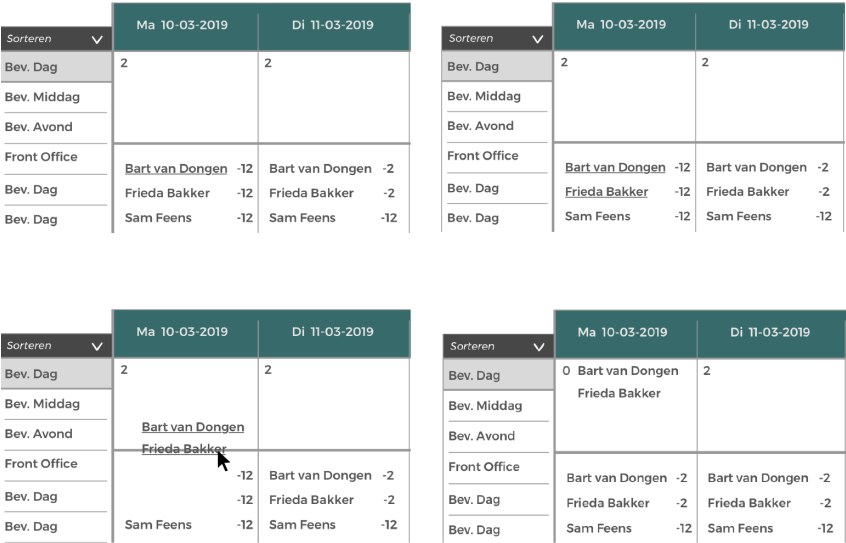 Ma 10-03-2019 Di 11-03-2019
Sorteren
Bev. Dag 2 2
Bev. Middag
Bev. Avond
Front Office
Bart van Dongen -12 Bart van Dongen -2
Bev. Dag Frieda Bakker -12 Frieda Bakker -2
Bev. Dag Sam Feens -12 Sam Feens -12
Ma 10-03-2019 Di 11-03-2019
Sorteren
Bev. Dag 2 2
Bev. Middag
Bev. Avond
Front Office
Bart van Dongen -12 Bart van Dongen -2
Bev. Dag Frieda Bakker -12 Frieda Bakker -2
Bev. Dag Sam Feens -12 Sam Feens -12
Ma 10-03-2019 Di 11-03-2019
Sorteren
Bev. Dag 2 2
Bev. Middag
Bev. Avond Bart van Dongen
Frieda Bakker
Front Office
-12 Bart van Dongen -2
Bev. Dag -12 Frieda Bakker -2
Bev. Dag Sam Feens -12 Sam Feens -12
Ma 10-03-2019 Di 11-03-2019
Sorteren
Bev. Dag 0 Bart van Dongen 2
Frieda Bakker
Bev. Middag
Bev. Avond
Front Office
Bart van Dongen -2 Bart van Dongen -2
Bev. Dag Frieda Bakker -2 Frieda Bakker -2
Bev. Dag Sam Feens -12 Sam Feens -12